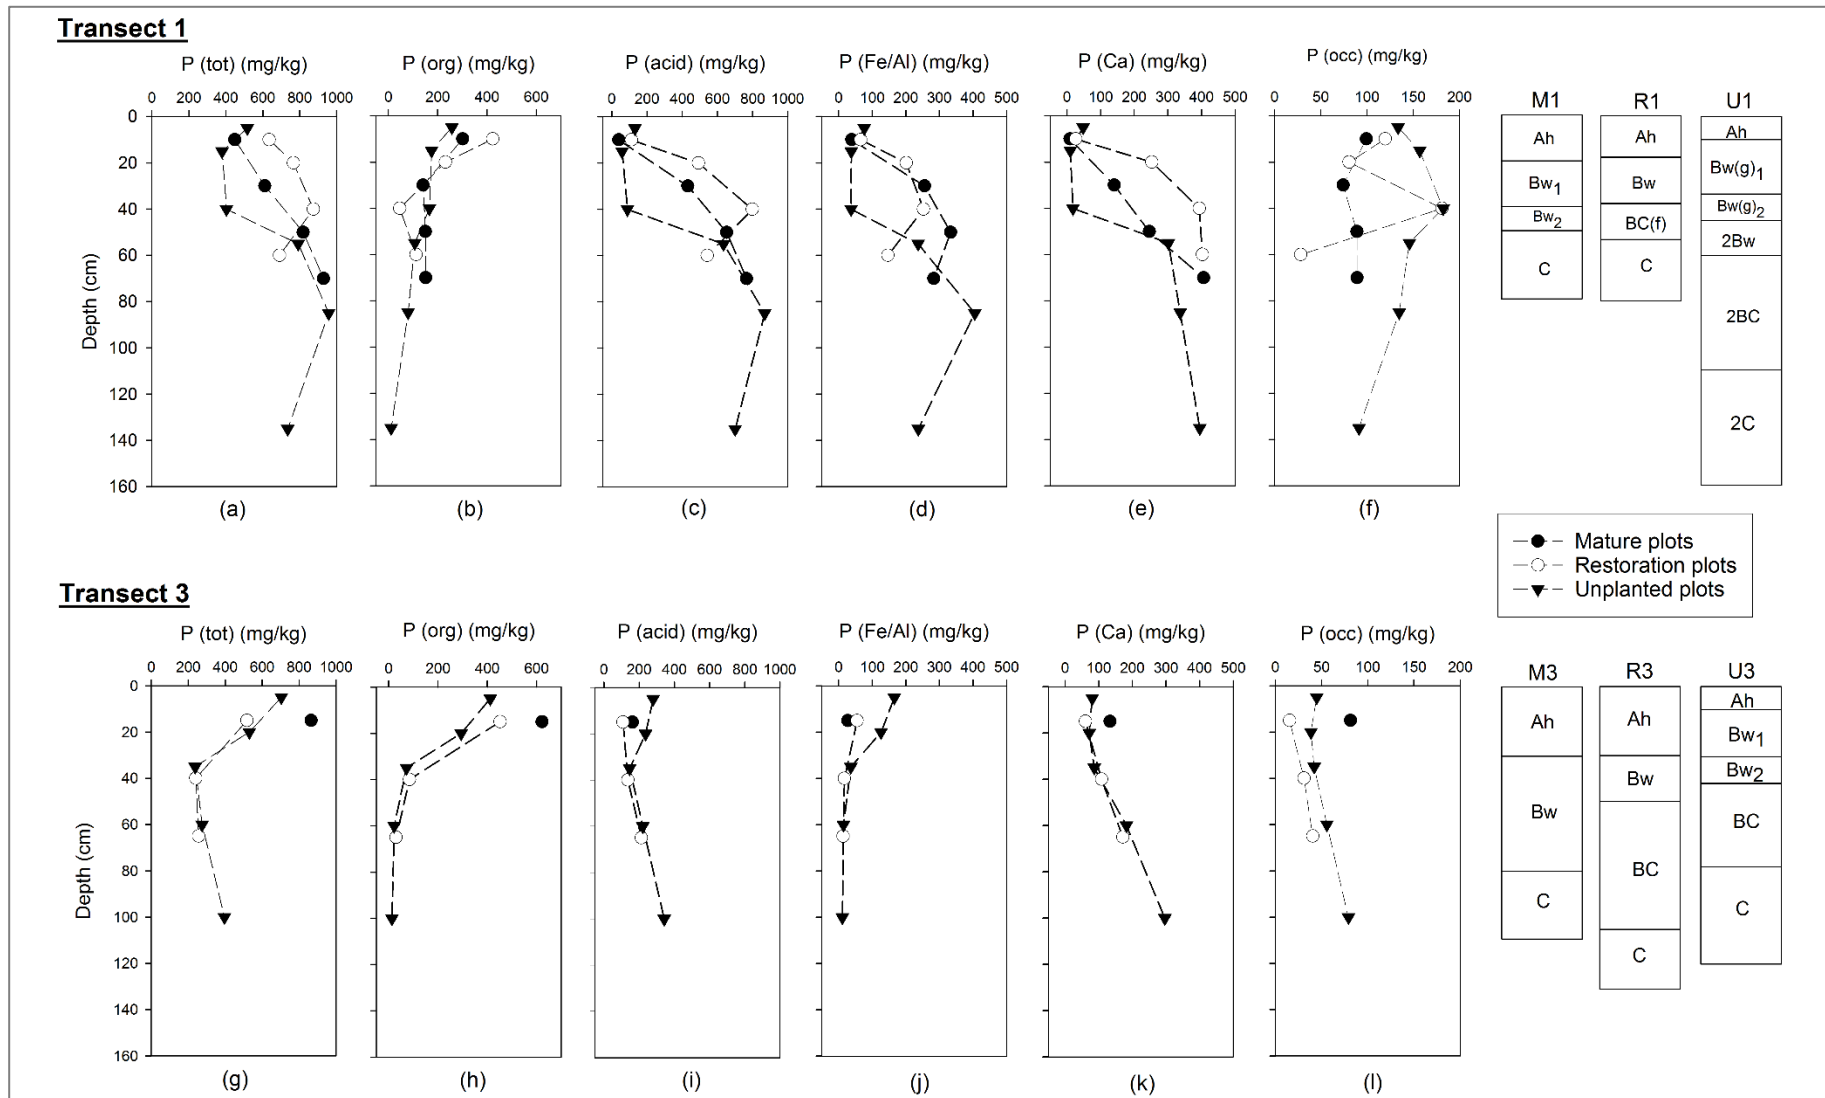 Transect 1
P (tot) (mg/kg) P (org) (mg/kg) P (acid) (mg/kg) P (Fe/Al) (mg/kg) P (Ca) (mg/kg) P (occ) (mg/kg)
0 200 400 600 800 1000 0 200 400 600 0 200 400 600 800 1000 0 100 200 300 400 500 0 100 200 300 400 500 0 50 100 150 200
M1 R1 U1
Depth (cm)
0
20
40
60
80
100
120
140
160
Ah
Bw1
Bw2
C
Ah
Bw
BC(f)
C
Ah
Bw(g)1
Bw(g)2
2Bw
2BC
2C
(a) (b) (c) (d) (e) (f)
Mature plots
Restoration plots
Unplanted plots
Transect 3
P (tot) (mg/kg) P (org) (mg/kg) P (acid) (mg/kg) P (Fe/Al) (mg/kg) P (Ca) (mg/kg) P (occ) (mg/kg)
0 200 400 600 800 1000 0 200 400 600 0 200 400 600 800 1000 0 100 200 300 400 500 0 100 200 300 400 500 0 50 100 150 200
M3 R3 U3
Depth (cm)
0
20
40
60
80
100
120
140
160
Ah
Bw
C
Ah
Bw
BC
C
Ah
Bw1
Bw2
BC
C
(g) (h) (i) (j) (k) (l)